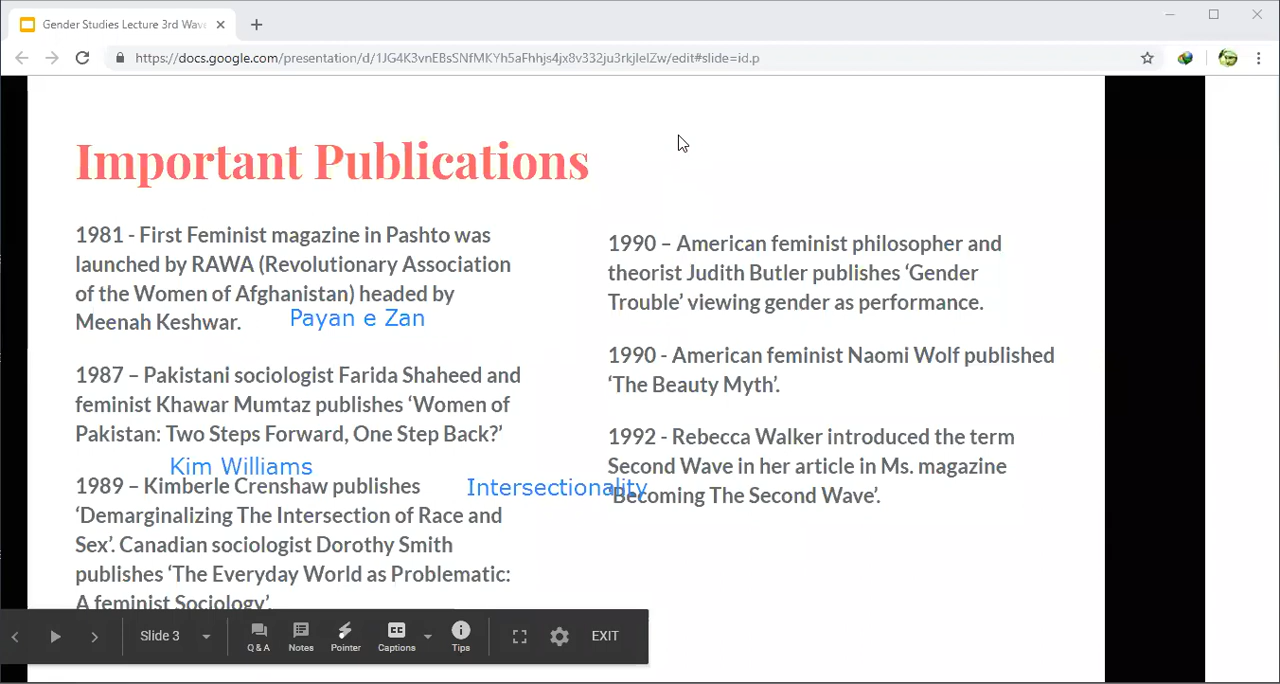 Gender Studies Lecture 3rd Wave
https://docs.google.com/presentation/d/1JG4K3vnEBsSNfMKYh5aFhhjs4jx8v332ju3rkjlelZw/edit#slide=id.p
Important Publications
1981 - First Feminist magazine in Pashto was
launched by RAWA (Revolutionary Association
of the Women of Afghanistan) headed by
Meenah Keshwar.
Payan e Zan
1987 – Pakistani sociologist Farida Shaheed and
feminist Khawar Mumtaz publishes ‘Women of
Pakistan: Two Steps Forward, One Step Back?’
Kim Williams
1989 – Kimberle Crenshaw publishes
Intersectionality
‘Demarginalizing The Intersection of Race and
Sex’. Canadian sociologist Dorothy Smith
publishes ‘The Everyday World as Problematic:
A feminist Sociology’.
1990 – American feminist philosopher and
theorist Judith Butler publishes ‘Gender
Trouble’ viewing gender as performance.
1990 - American feminist Naomi Wolf published
‘The Beauty Myth’.
1992 - Rebecca Walker introduced the term
Second Wave in her article in Ms. magazine
‘Becoming The Second Wave’.
Slide 3
Q & A
Notes
Pointer
CC
Captions
Tips
EXIT